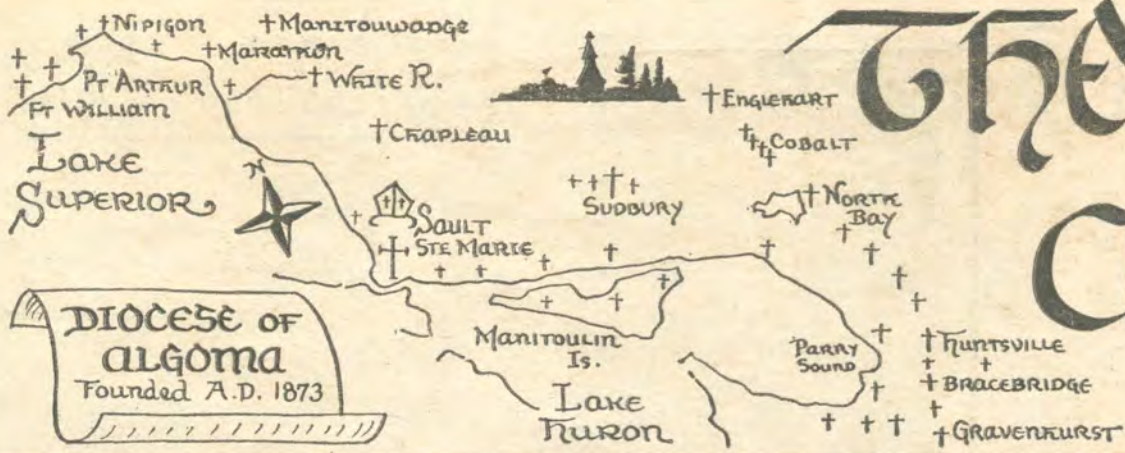 Nipigon
Manitouwadge
Marathon
White R.
Pt Arthur
Ft William
Lake
Superior
Chapleau
Englehart
Cobalt
The
N
Sault
Ste Marie
Sudbury
North
Bay
Diocese of
Algoma
Founded A.D. 1873
Manitoulin
Is.
Lake
Huron
Parry
Sound
Huntsville
Bracebridge
Gravenhurst
C